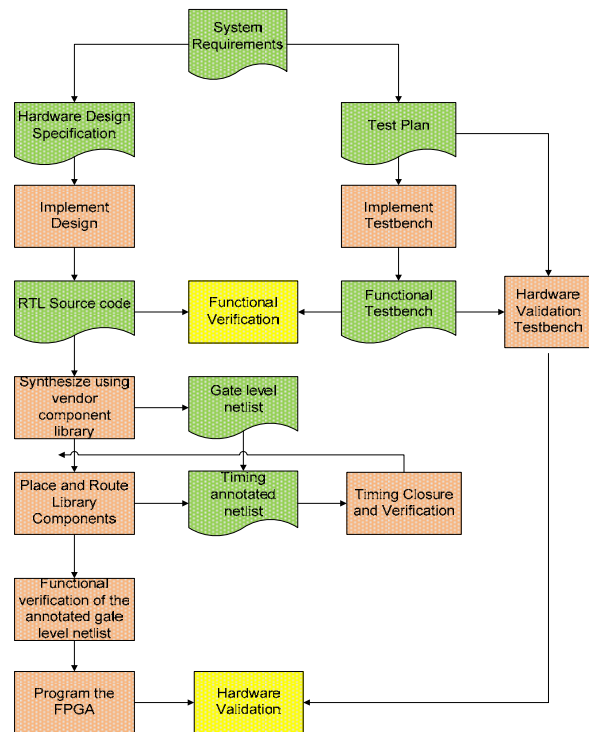 System
Requirements
Hardware Design
Specification
Test Plan
Implement
Design
Implement
Testbench
RTL Source code
Functional
Verification
Functional
Testbench
Hardware
Validation
Testbench
Synthesize using
vendor
component
library
Gate level
netlist
Place and Route
Library
Components
Timing
annotated
netlist
Timing Closure
and Verification
Functional
verification of the
annotated gate
level netlist
Program the
FPGA
Hardware
Validation